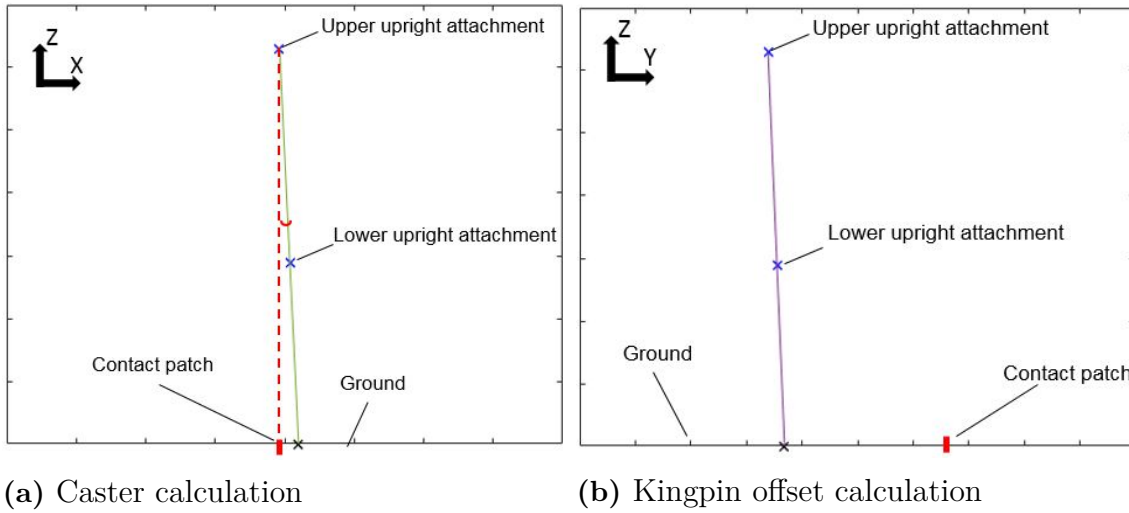 Z
X
Upper upright attachment
Lower upright attachment
Contact patch
Ground
(a) Caster calculation
Z
Y
Upper upright attachment
Lower upright attachment
Ground
Contact patch
(b) Kingpin offset calculation